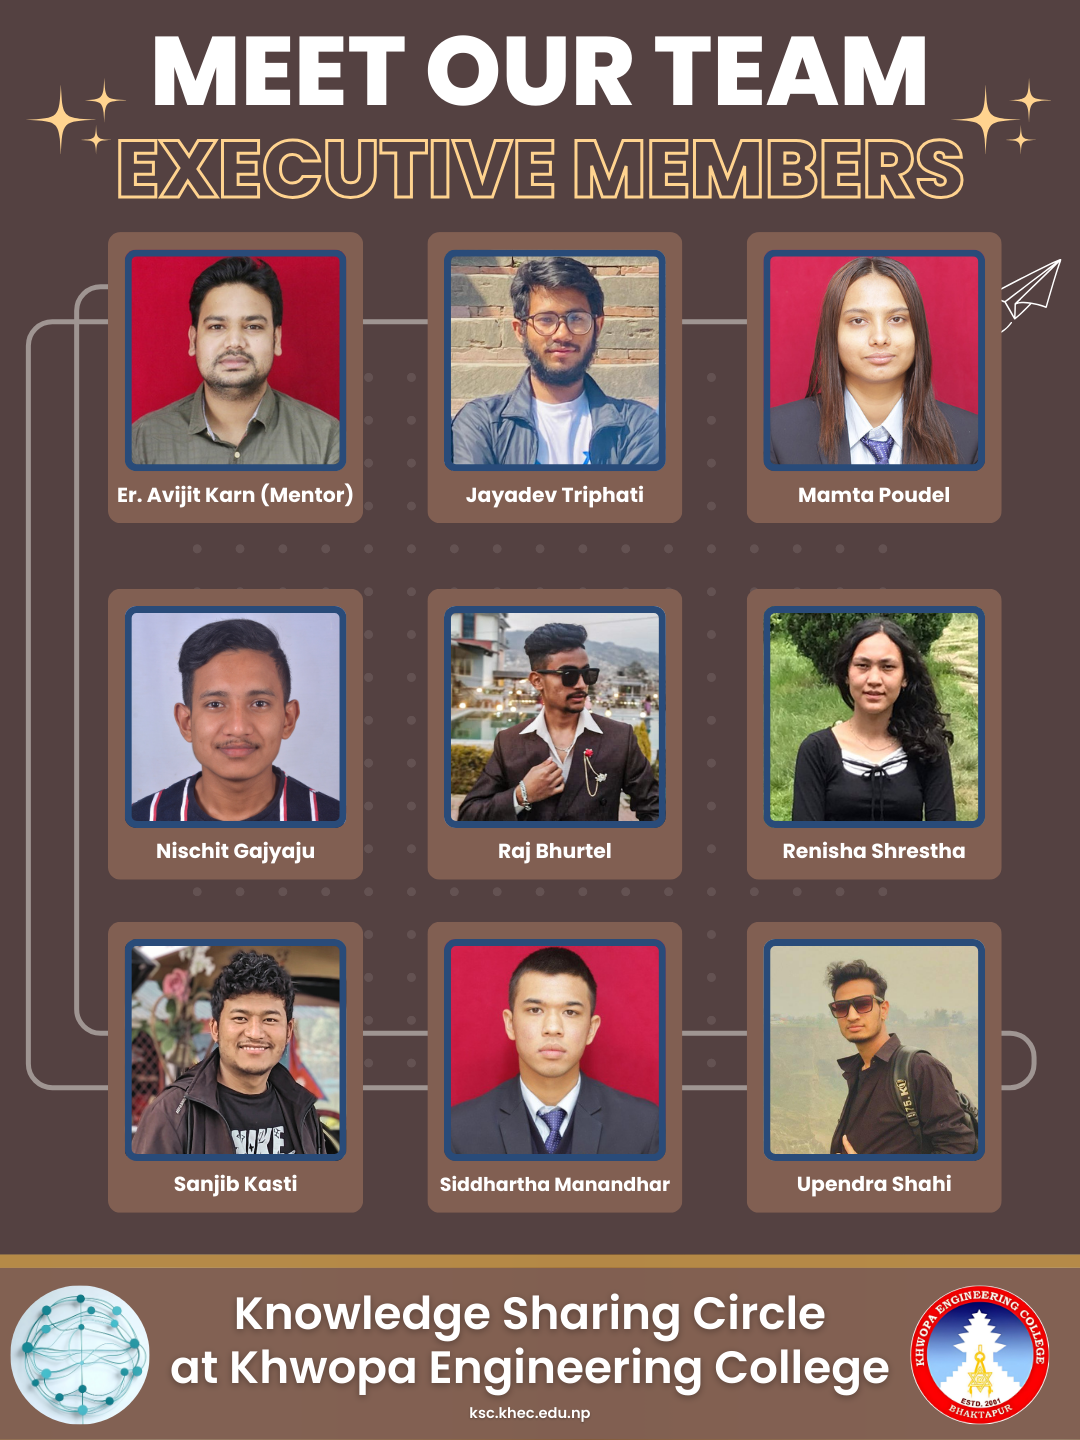 MEET OUR TEAM
EXECUTIVE MEMBERS
Er. Avijit Karn (Mentor)
Jayadev Triphati
Mamta Poudel
Nischit Gajyaju
Raj Bhurtel
Renisha Shrestha
NIKE
Sanjib Kasti
Siddhartha Manandhar
Upendra Shahi
Knowledge Sharing Circle
at Khwopa Engineering College
ksc.khec.edu.np
KHWOPA ENGINEERING COLLEGE
ESTD. 2001
BHAKTAPUR